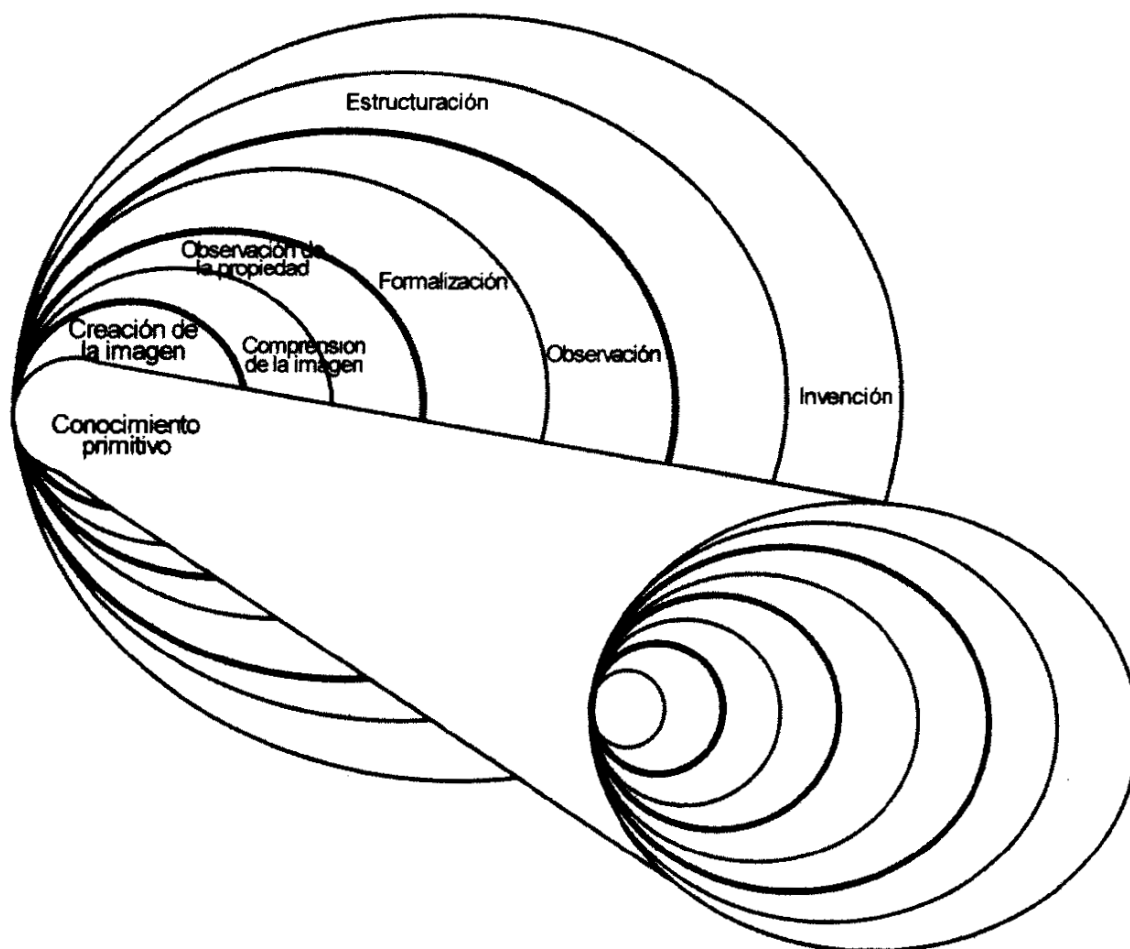 Estructuración
Observación de
la propiedad
Formalización
Creación de
la imagen
Comprensión
de la imagen
Observación
Invención
Conocimiento
primitivo